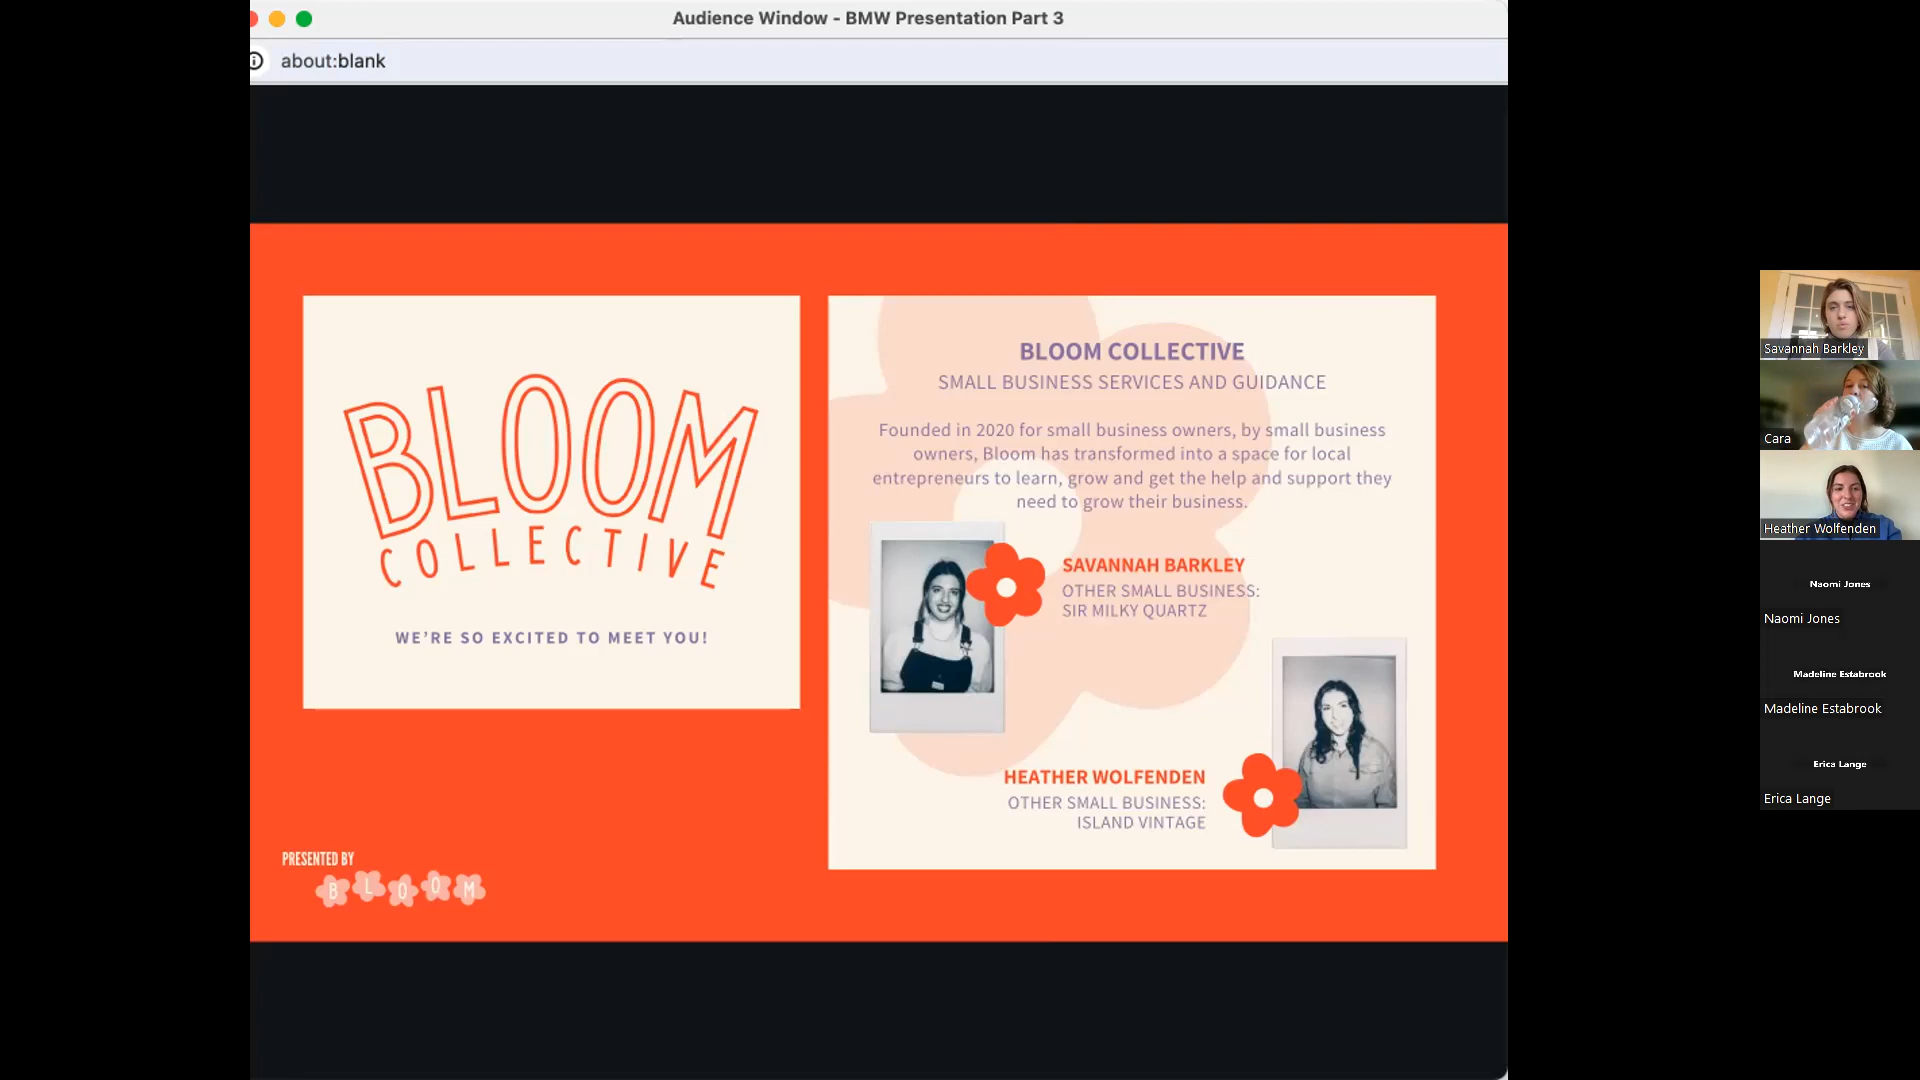 Audience Window - BMW Presentation Part 3
about:blank
BLOOM
COLLECTIVE
WE'RE SO EXCITED TO MEET YOU!
BLOOM COLLECTIVE
SMALL BUSINESS SERVICES AND GUIDANCE
Founded in 2020 for small business owners, by small business
owners, Bloom has transformed into a space for local
entrepreneurs to learn, grow and get the help and support they
need to grow their business.
SAVANNAH BARKLEY
OTHER SMALL BUSINESS:
SIR MILKY QUARTZ
HEATHER WOLFENDEN
OTHER SMALL BUSINESS:
ISLAND VINTAGE
PRESENTED BY
BLOOM
Savannah Barkley
Cara
Heather Wolfenden
Naomi Jones
Naomi Jones
Madeline Estabrook
Madeline Estabrook
Erica Lange
Erica Lange